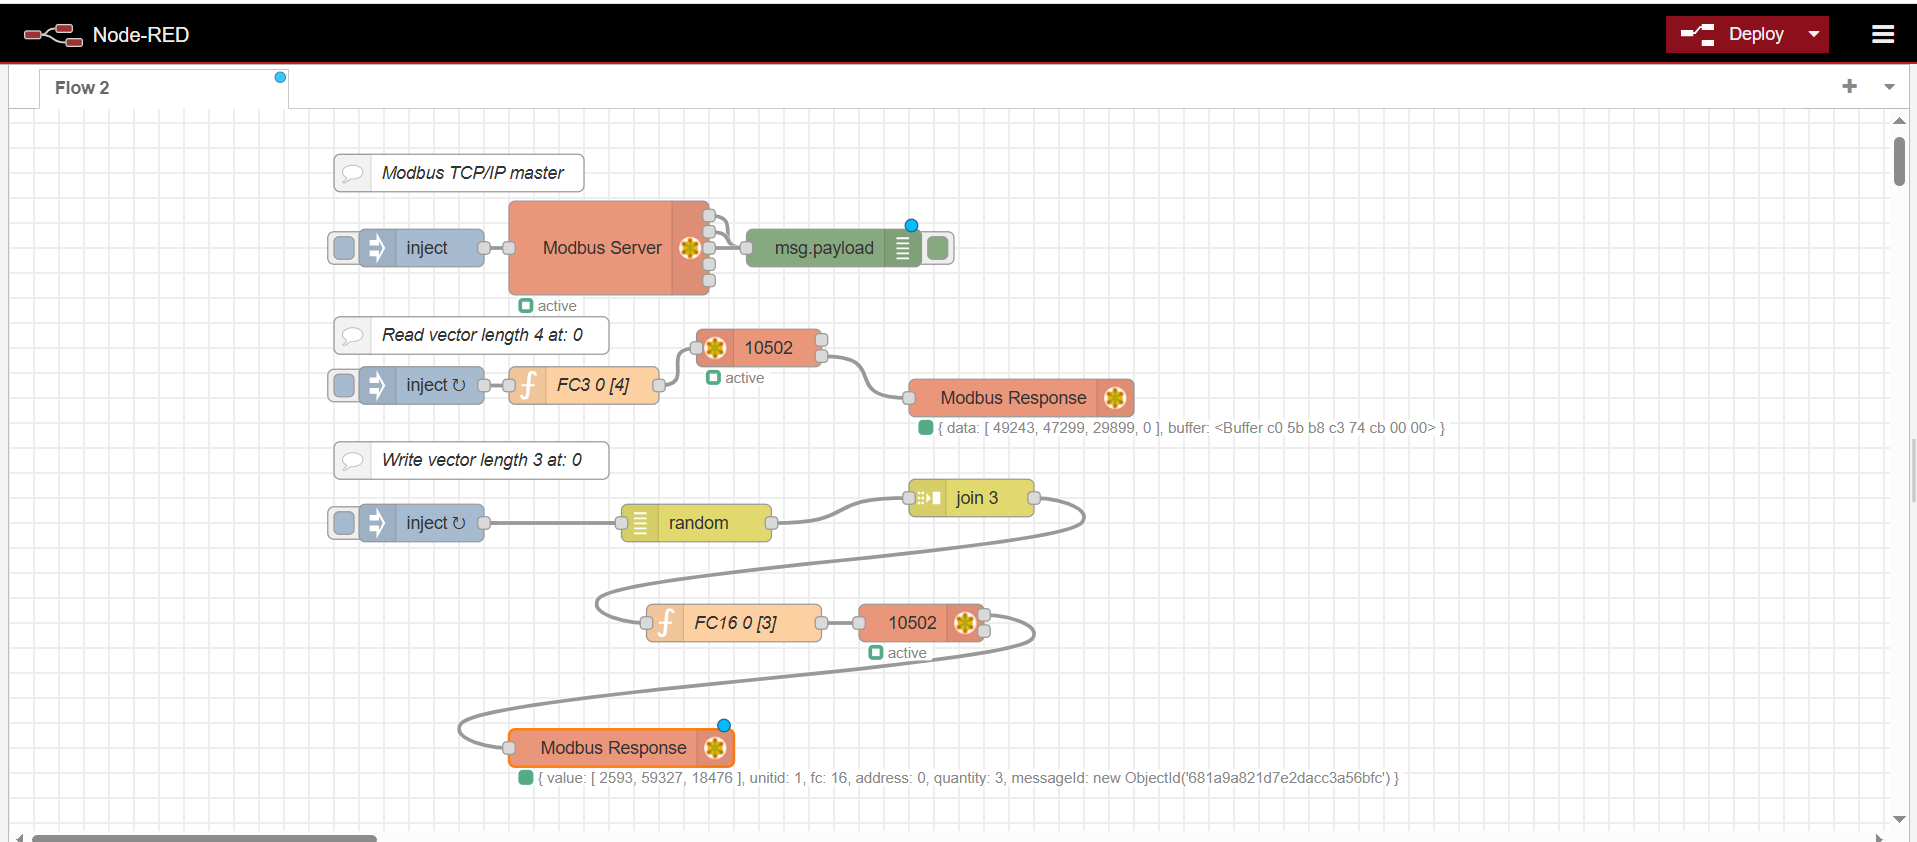 Node-RED
Deploy
Flow 2
Modbus TCP/IP master
inject
Modbus Server
msg.payload
active
Read vector length 4 at: 0
10502
active
inject ↻
FC3 0 [4]
Modbus Response
{ data: [ 49243, 47299, 29899, 0 ], buffer: <Buffer c0 5b b8 c3 74 cb 00 00> }
Write vector length 3 at: 0
join 3
inject ↻
random
FC16 0 [3]
10502
active
Modbus Response
{ value: [ 2593, 59327, 18476 ], unitid: 1, fc: 16, address: 0, quantity: 3, messageId: new ObjectId('681a9a821d7e2dacc3a56bfc') }